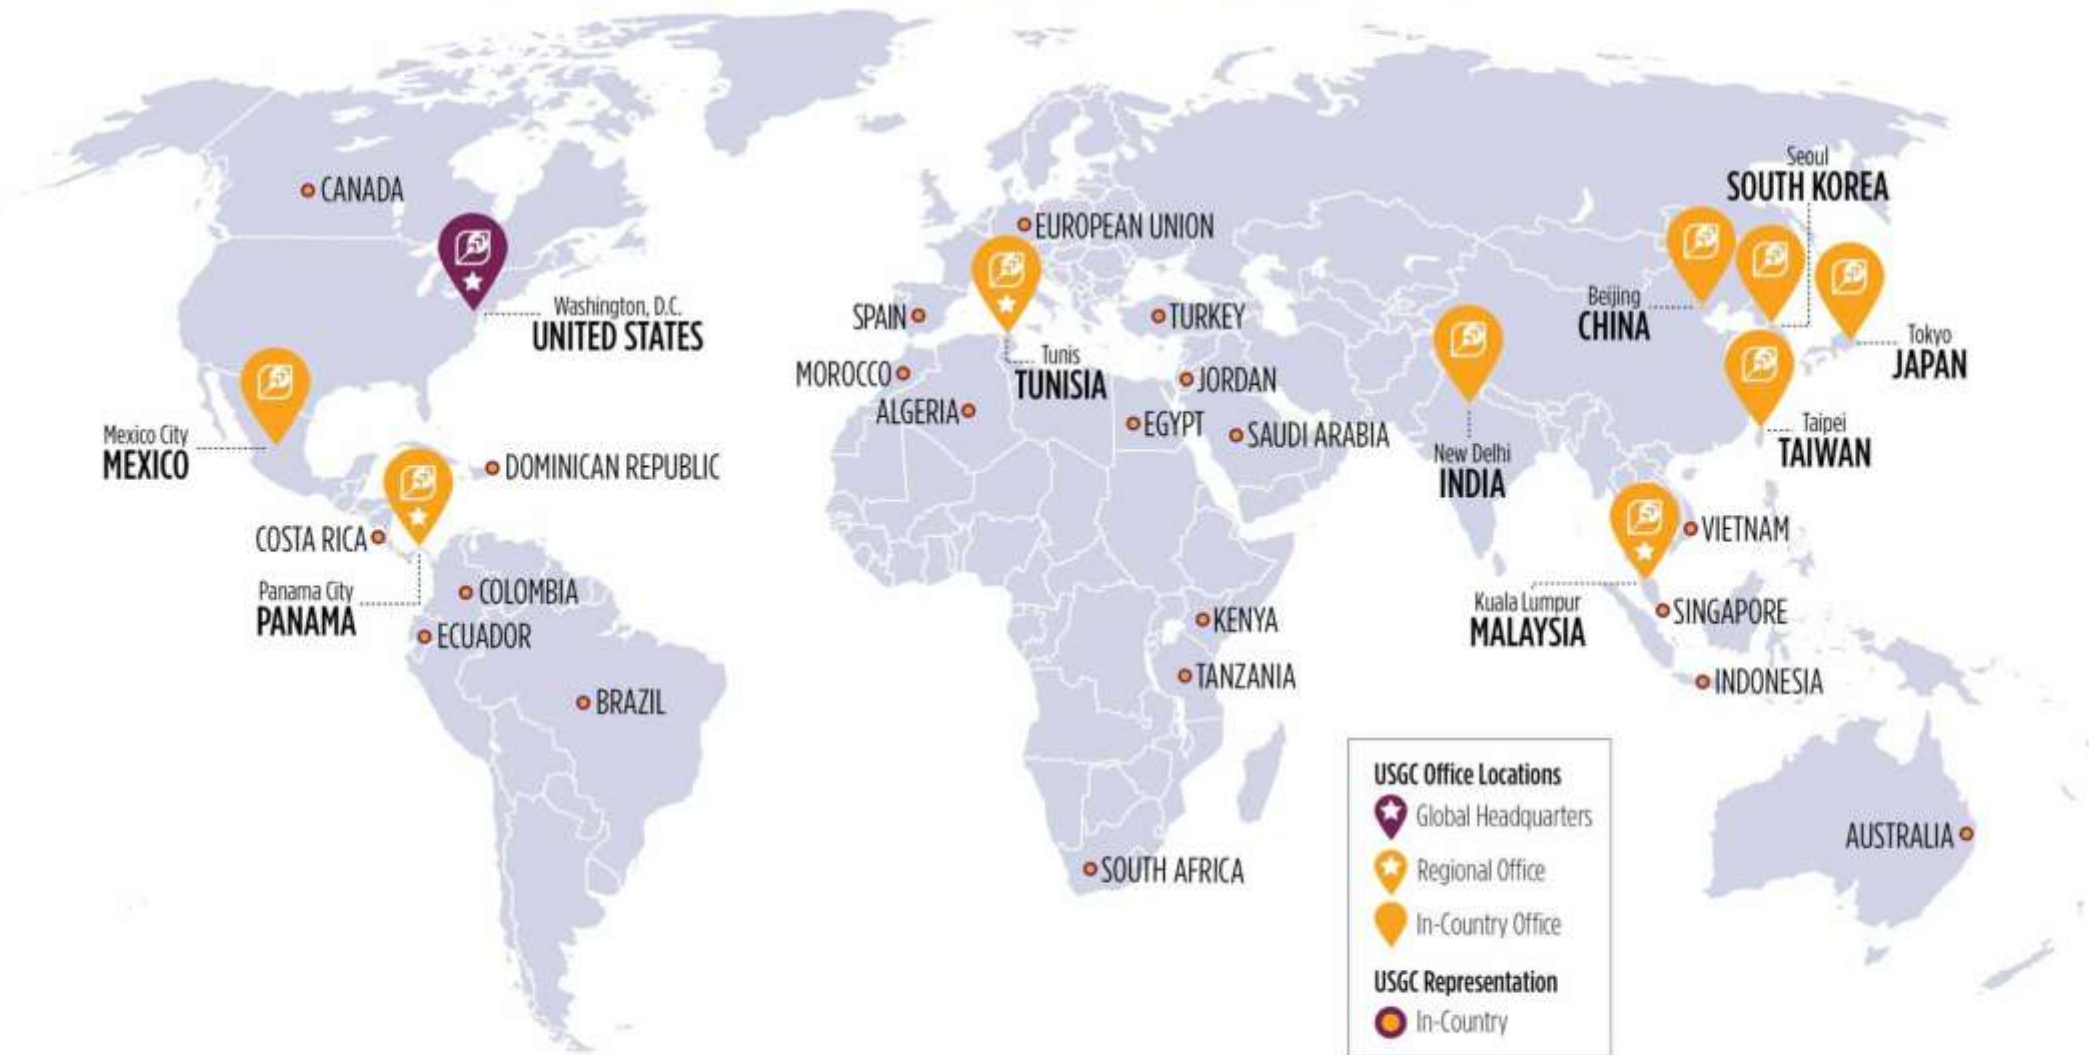 CANADA
Washington, D.C.
UNITED STATES
Mexico City
MEXICO
DOMINICAN REPUBLIC
COSTA RICA
Panama City
PANAMA
COLOMBIA
ECUADOR
BRAZIL
EUROPEAN UNION
SPAIN
TURKEY
MOROCCO
Tunis
TUNISIA
JORDAN
ALGERIA
EGYPT
SAUDI ARABIA
KENYA
TANZANIA
SOUTH AFRICA
Seoul
SOUTH KOREA
Beijing
CHINA
Tokyo
JAPAN
Taipei
TAIWAN
New Delhi
INDIA
VIETNAM
Kuala Lumpur
MALAYSIA
SINGAPORE
INDONESIA
AUSTRALIA
USGC Office Locations
Global Headquarters
Regional Office
In-Country Office
USGC Representation
In-Country